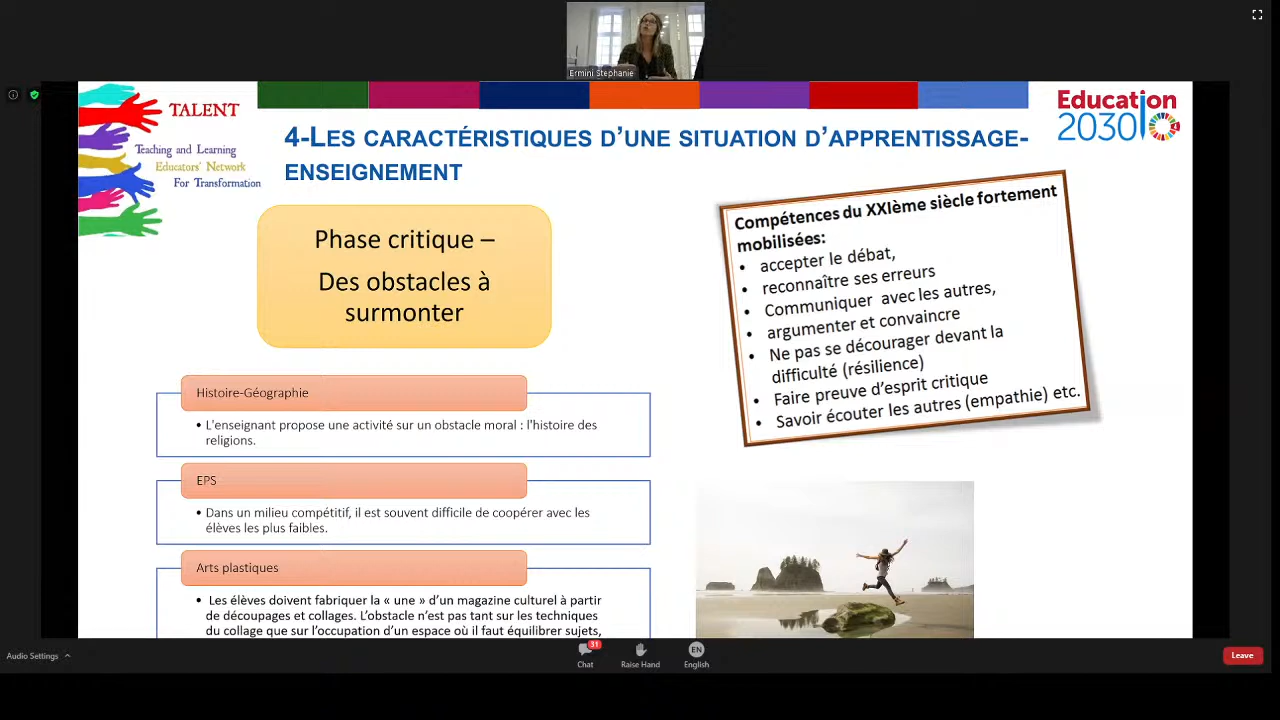 Ermini Stephanie
TALENT
Teaching and Learning
Educators' Network
For Transformation
Education
2030
4-LES CARACTÉRISTIQUES D'UNE SITUATION D'APPRENTISSAGE-
ENSEIGNEMENT
Phase critique –
Des obstacles à
surmonter
Compétences du XXIème siècle fortement
mobilisées:
• accepter le débat,
• reconnaître ses erreurs
• Communiquer avec les autres,
• argumenter et convaincre
• Ne pas se décourager devant la
difficulté (résilience)
• Faire preuve d'esprit critique
• Savoir écouter les autres (empathie) etc.
Histoire-Géographie
• L'enseignant propose une activité sur un obstacle moral : l'histoire des
religions.
EPS
• Dans un milieu compétitif, il est souvent difficile de coopérer avec les
élèves les plus faibles.
Arts plastiques
• Les élèves doivent fabriquer la « une » d'un magazine culturel à partir
de découpages et collages. L'obstacle n'est pas tant sur les techniques
du collage que sur l'occupation d'un espace où il faut équilibrer sujets,
Audio Settings
31
Chat
Raise Hand
EN
English
Leave